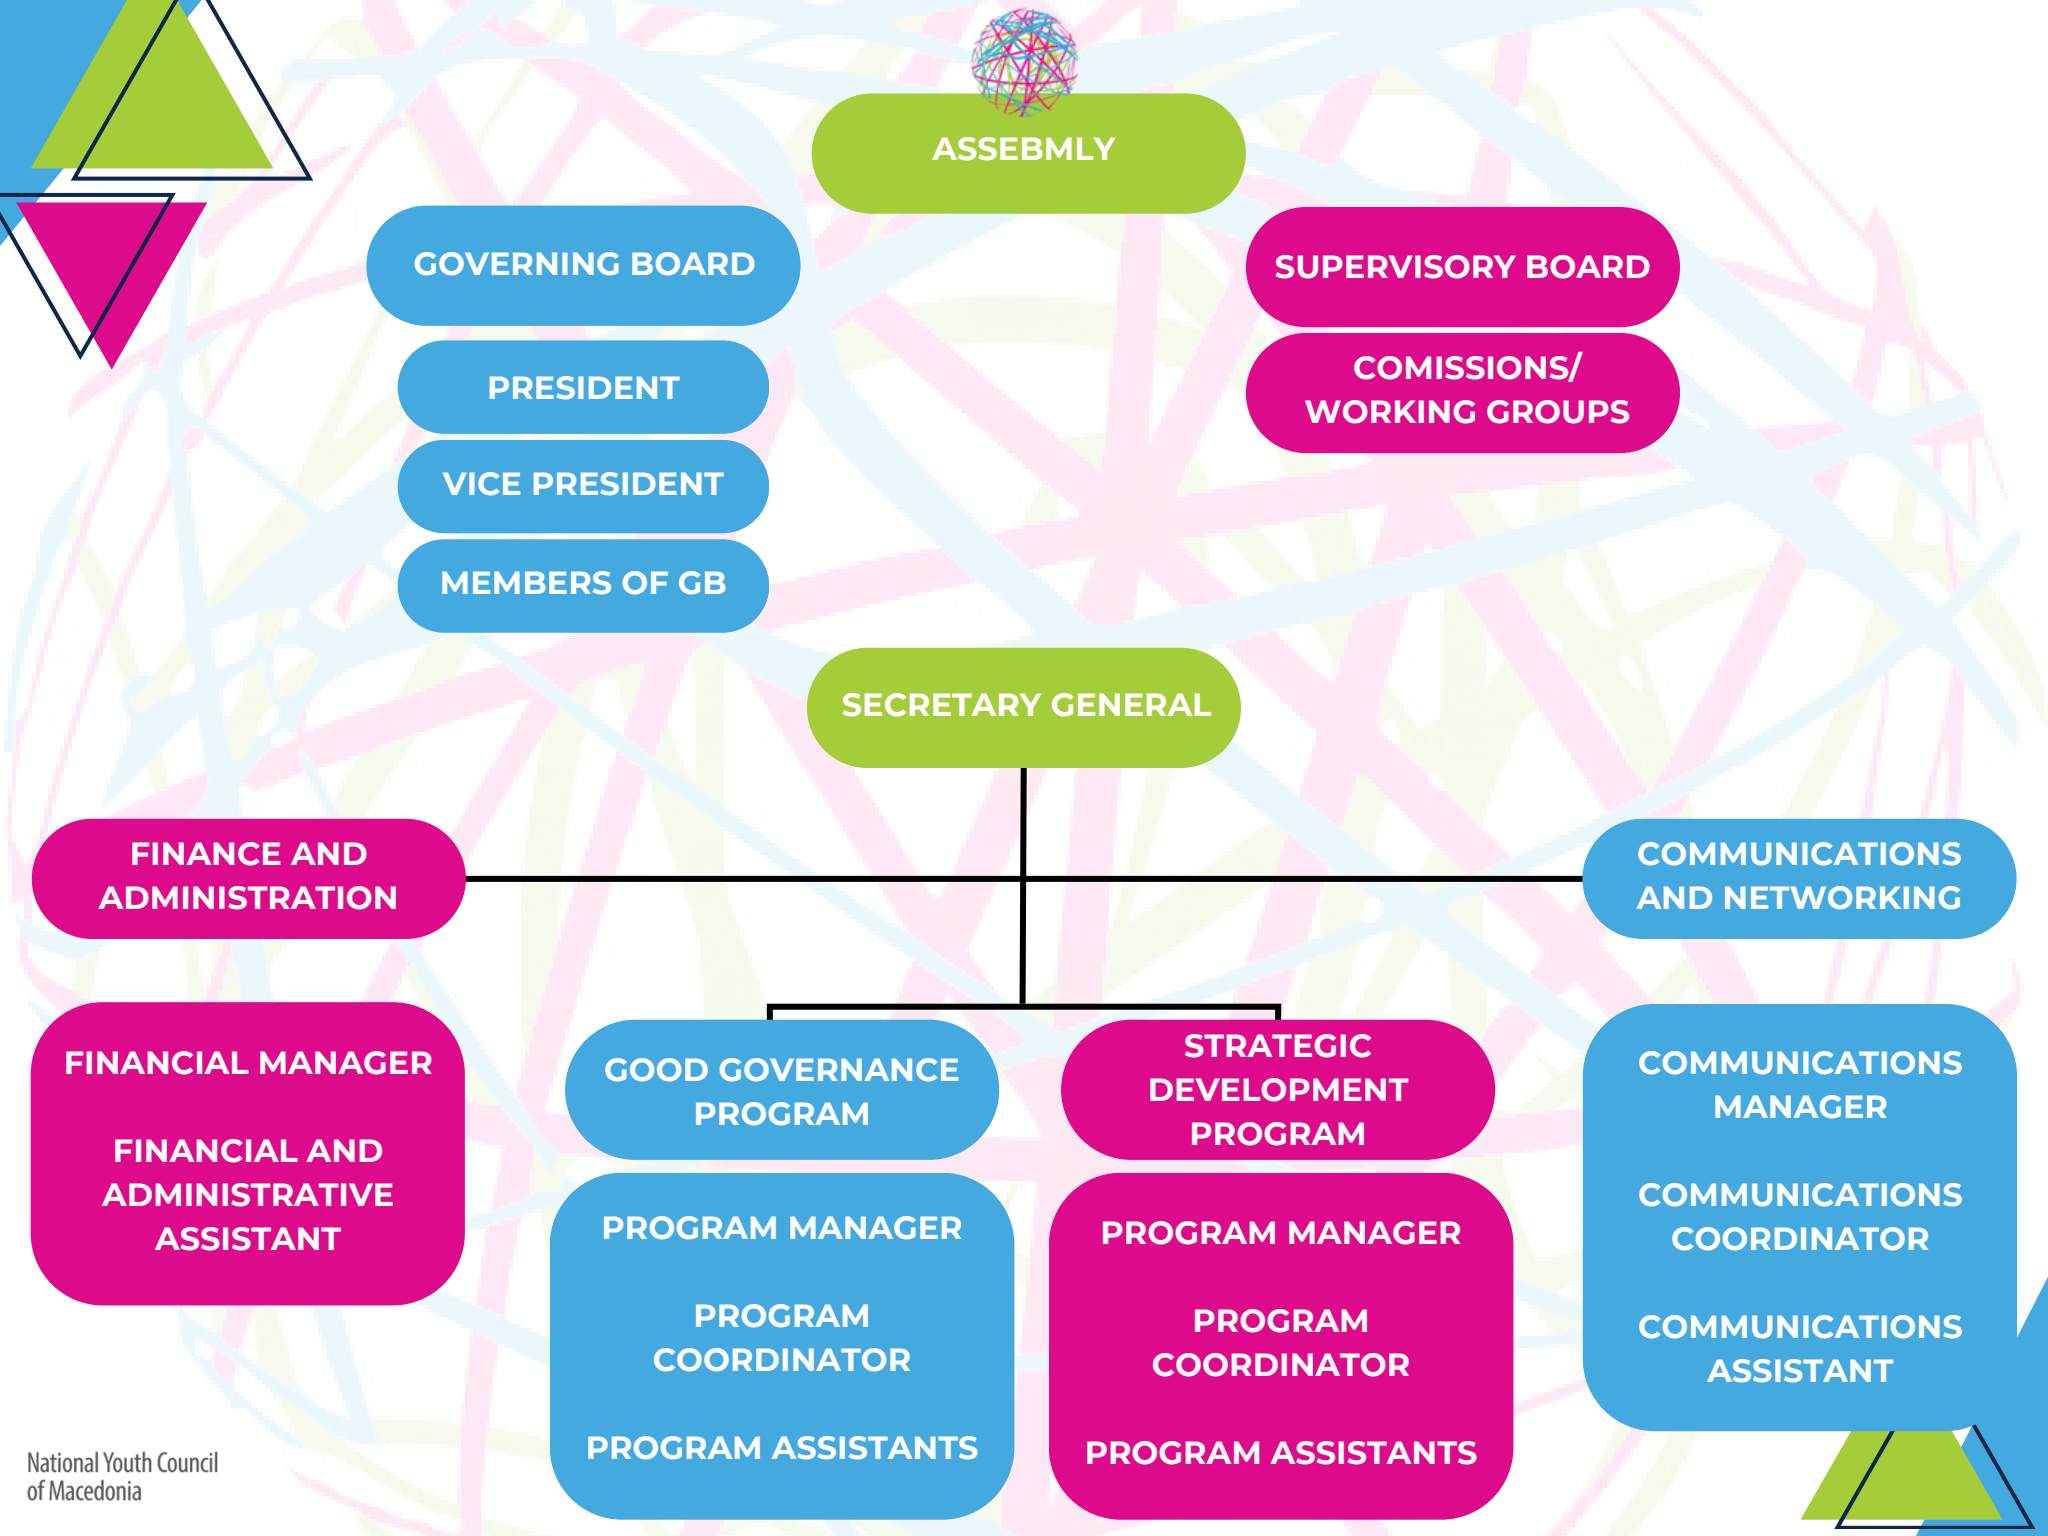 ASSEBMLY
GOVERNING BOARD
PRESIDENT
VICE PRESIDENT
MEMBERS OF GB
SUPERVISORY BOARD
COMISSIONS/
WORKING GROUPS
SECRETARY GENERAL
FINANCE AND
ADMINISTRATION
COMMUNICATIONS
AND NETWORKING
FINANCIAL MANAGER
FINANCIAL AND
ADMINISTRATIVE
ASSISTANT
GOOD GOVERNANCE
PROGRAM
PROGRAM MANAGER
PROGRAM
COORDINATOR
PROGRAM ASSISTANTS
STRATEGIC
DEVELOPMENT
PROGRAM
PROGRAM MANAGER
PROGRAM
COORDINATOR
PROGRAM ASSISTANTS
COMMUNICATIONS
MANAGER
COMMUNICATIONS
COORDINATOR
COMMUNICATIONS
ASSISTANT
National Youth Council
of Macedonia